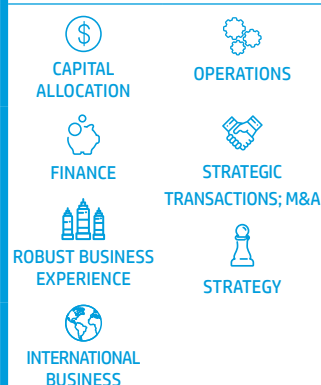 $
CAPITAL
ALLOCATION
OPERATIONS
FINANCE
STRATEGIC
TRANSACTIONS; M&A
ROBUST BUSINESS
EXPERIENCE
STRATEGY
INTERNATIONAL
BUSINESS